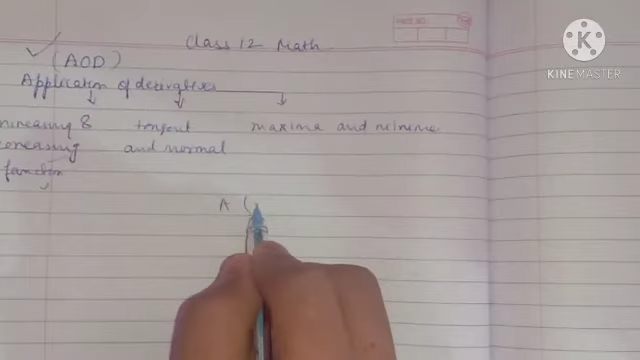 Class 12 Math
(AOD)
Application of derivatives
increasing & tangent maxima and minima
decreasing and normal
function
A (
K
KINEMASTER